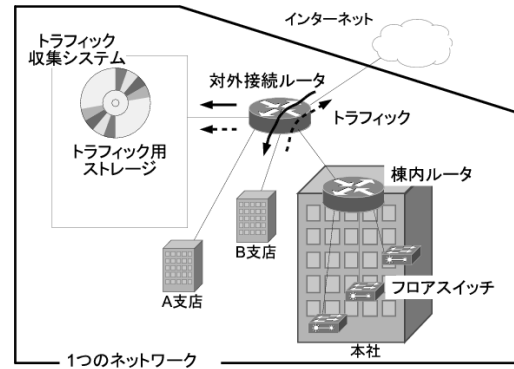 インターネット
トラフィック
収集システム
対外接続ルータ
トラフィック
トラフィック用
ストレージ
棟内ルータ
B支店
フロアスイッチ
A支店
本社
1つのネットワーク